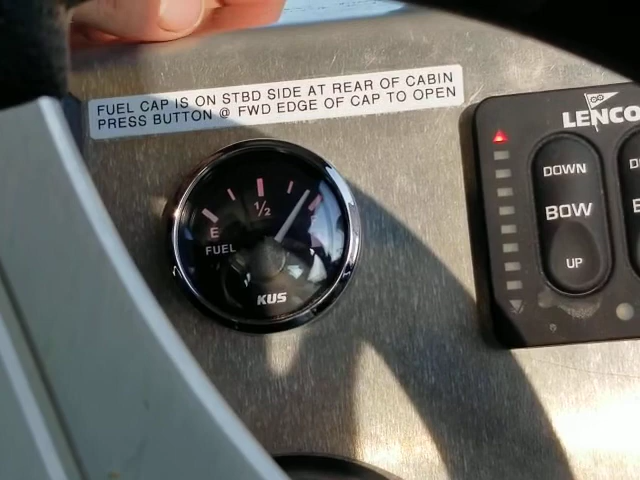 FUEL CAP IS ON STBD SIDE AT REAR OF CABIN
PRESS BUTTON @ FWD EDGE OF CAP TO OPEN
E
1/2
FUEL
KUS
LENCO
DOWN
BOW
UP